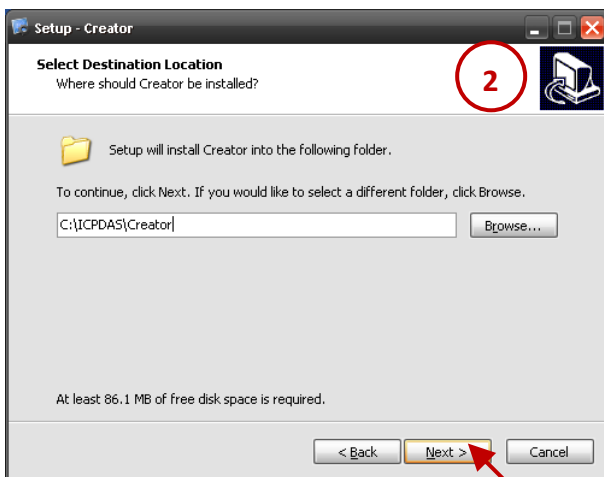 Setup - Creator
Select Destination Location
Where should Creator be installed?
2
Setup will install Creator into the following folder.
To continue, click Next. If you would like to select a different folder, click Browse.
C:\ICPDAS\Creator
Browse...
At least 86.1 MB of free disk space is required.
< Back
Next >
Cancel